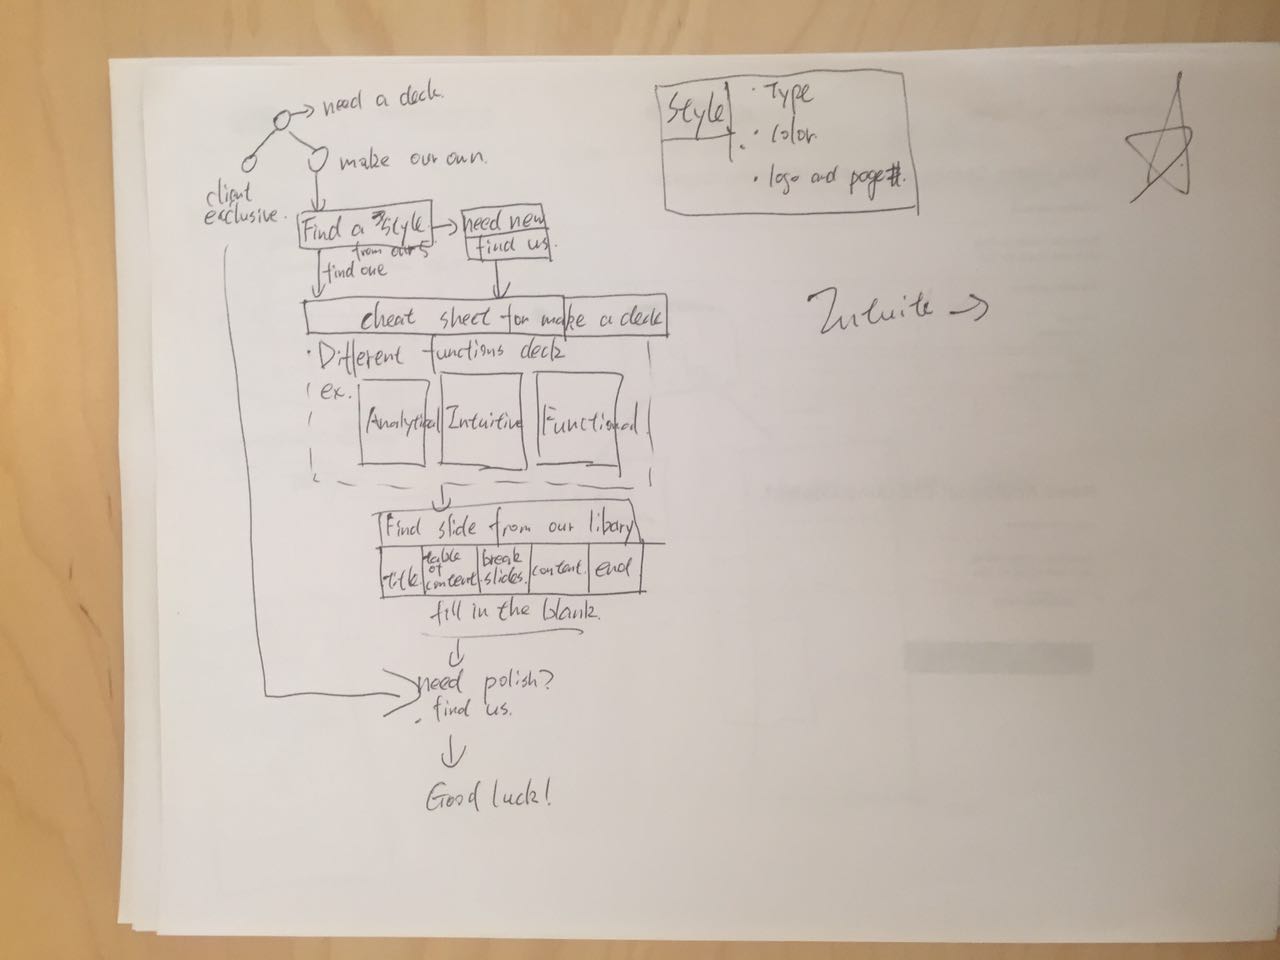 need a deck.
make our own.
client
exclusive.
Find a style
from our 5
need new
find us.
find one
cheat sheet for make a deck
· Different functions deck
ex.
Analytical
Intuitive
Functional
Find slide from our libary
title.
table
of
content
break
slides.
content.
end
fill in the blank.
need polish?
find us.
Good luck!
Style
· Type
· Color
· logo and page#.
Intuite →